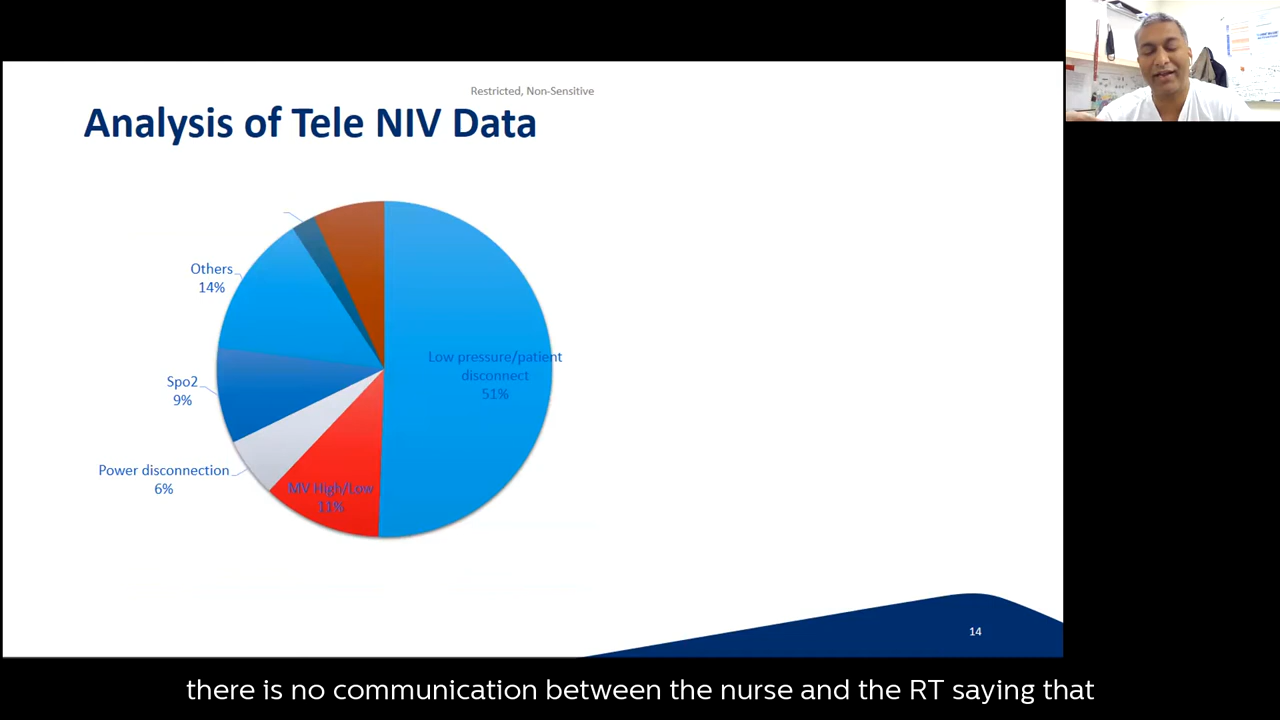 Restricted, Non-Sensitive
Analysis of Tele NIV Data
Others
14%
Low pressure/patient
disconnect
51%
Spo2
9%
Power disconnection
6%
MV High/Low
11%
14
there is no communication between the nurse and the RT saying that